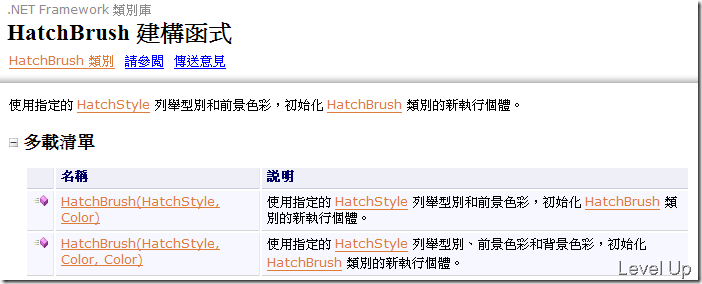 .NET Framework 類別庫
HatchBrush 建構函式
HatchBrush 類別 請參閱 傳送意見
使用指定的 HatchStyle 列舉型別和前景色彩，初始化 HatchBrush 類別的新執行個體。
多載清單
名稱 說明
HatchBrush(HatchStyle, 使用指定的 HatchStyle 列舉型別和前景色彩，初始化 HatchBrush 類
Color) 別的新執行個體。
HatchBrush(HatchStyle, 使用指定的 HatchStyle 列舉型別、前景色彩和背景色彩，初始化
Color, Color) HatchBrush 類別的新執行個體。
Level Up